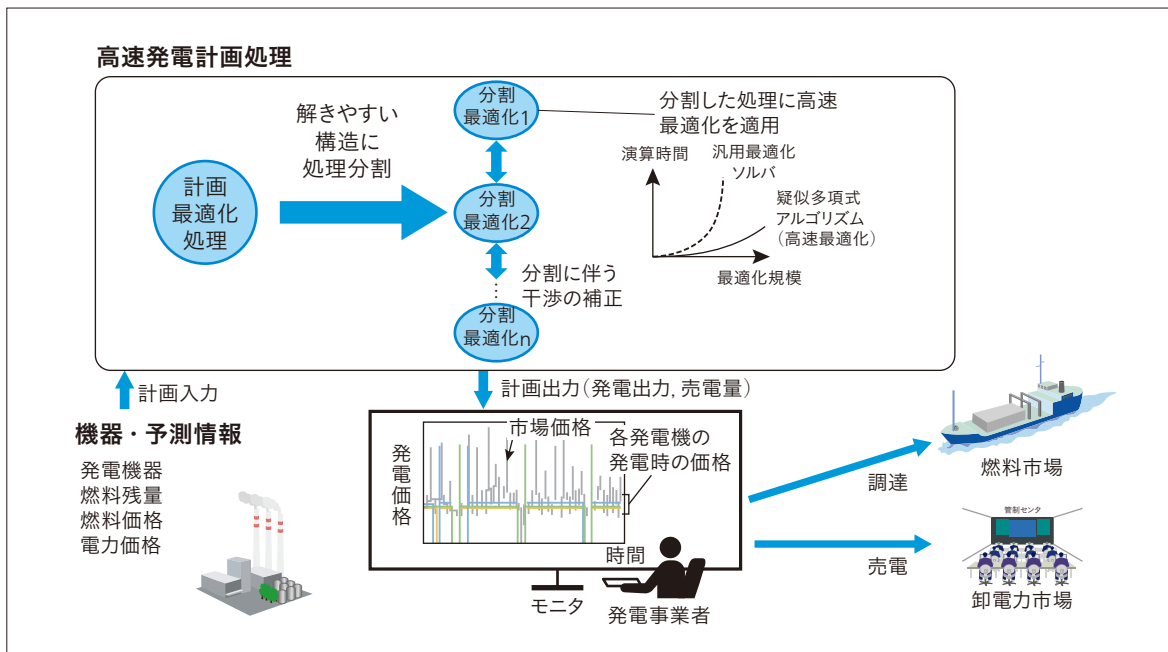 高速発電計画処理
計画
最適化
処理
解きやすい
構造に
処理分割
分割
最適化1
分割
最適化2
分割に伴う
干渉の補正
分割
最適化n
分割した処理に高速
最適化を適用
演算時間
汎用最適化
ソルバ
疑似多項式
アルゴリズム
(高速最適化)
最適化規模
計画入力
機器・予測情報
発電機器
燃料残量
燃料価格
電力価格
計画出力(発電出力, 売電量)
発電価格
市場価格
各発電機の
発電時の価格
時間
モニタ
発電事業者
調達
燃料市場
売電
管制センタ
卸電力市場